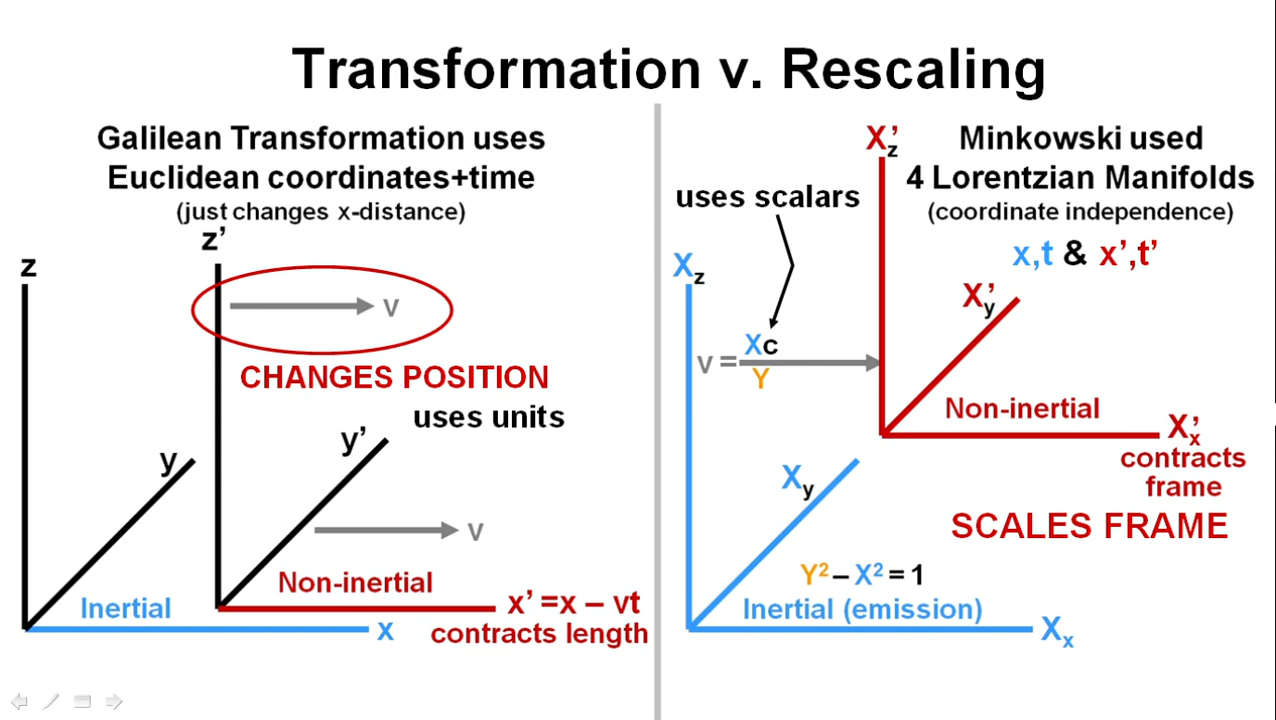 Transformation v. Rescaling
Galilean Transformation uses
Euclidean coordinates+time
(just changes x-distance)
z
z’
v
CHANGES POSITION
uses units
y
y’
v
Non-inertial
Inertial
x’ =x – vt
x
contracts length
Minkowski used
4 Lorentzian Manifolds
(coordinate independence)
x,t & x’,t’
uses scalars
X’z
Xz
X’y
v = Xc
Y
Non-inertial
X’x
contracts
frame
SCALES FRAME
Xy
Y² – X² = 1
Inertial (emission)
Xx